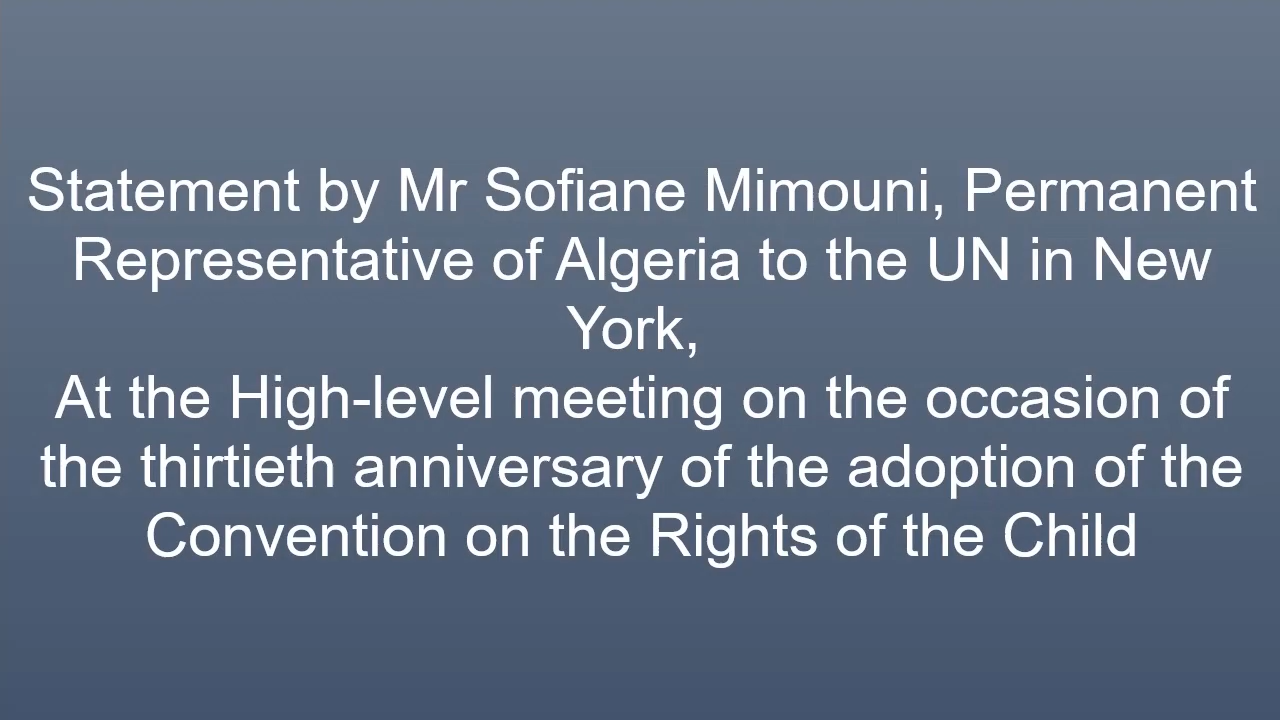 Statement by Mr Sofiane Mimouni, Permanent
Representative of Algeria to the UN in New
York,
At the High-level meeting on the occasion of
the thirtieth anniversary of the adoption of the
Convention on the Rights of the Child